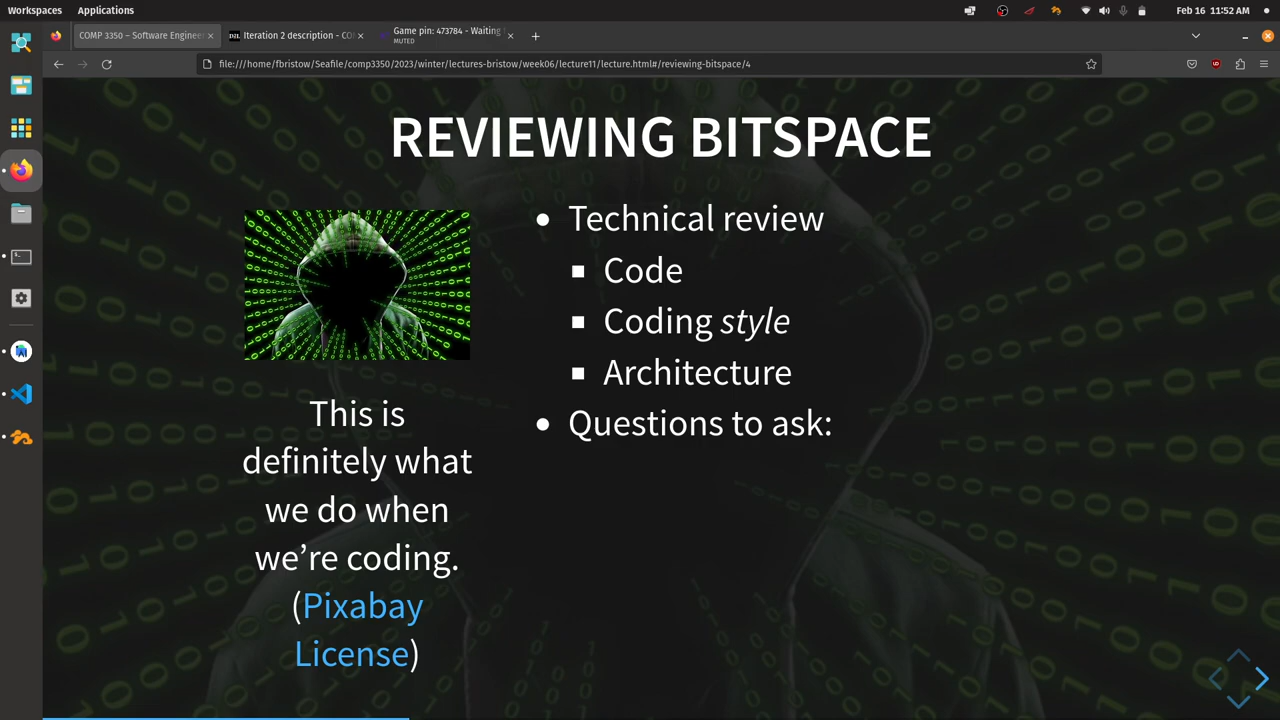 Workspaces Applications Feb 16 11:52 AM
COMP 3350 – Software Enginee Iteration 2 description - CO Game pin: 473784 - Waiting
MUTED
file:///home/fbristow/Seafile/comp3350/2023/winter/lectures-bristow/week06/lecture11/lecture.html#/reviewing-bitspace/4
REVIEWING BITSPACE
This is
definitely what
we do when
we’re coding.
(Pixabay
License)
Technical review
Code
Coding style
Architecture
Questions to ask: